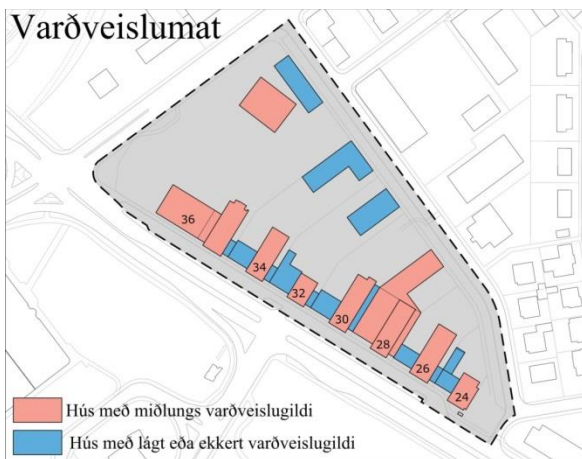 Varðveislumat
36
34
32
30
28
26
24
Hús með miðlungs varðveislugildi
Hús með lágt eða ekkert varðveislugildi